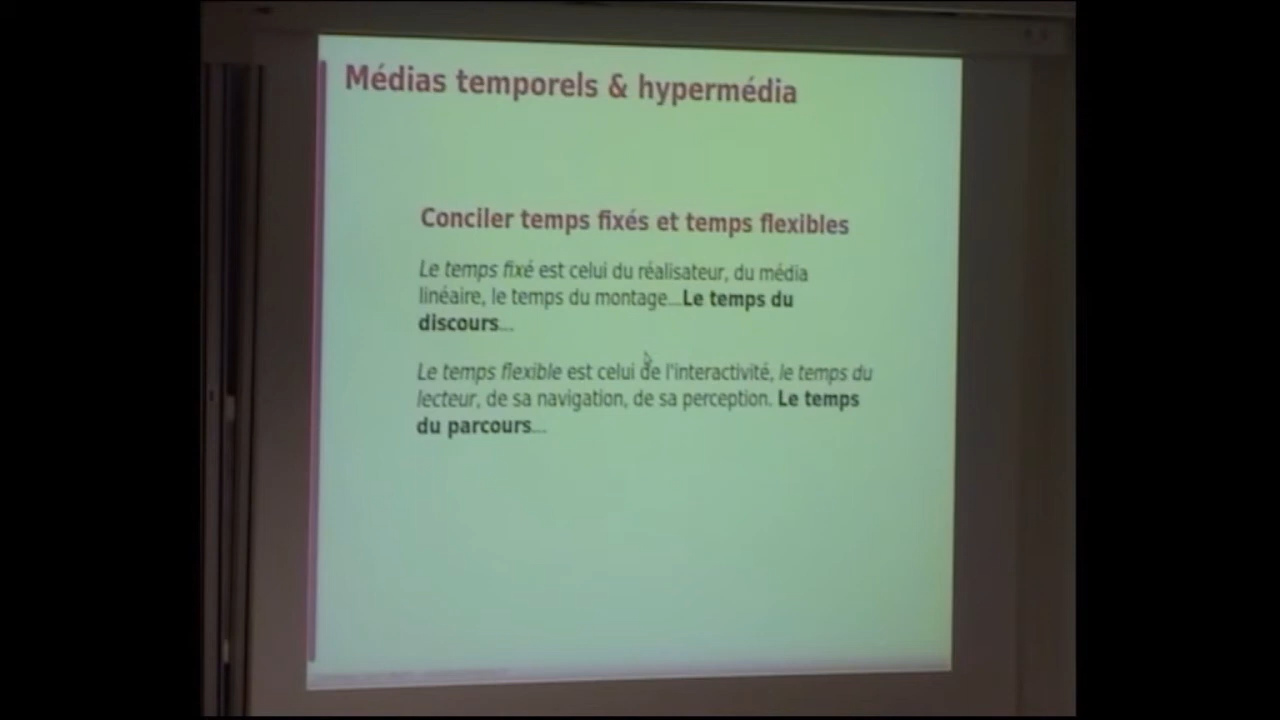 Médias temporels & hypermédia
Conciler temps fixés et temps flexibles
Le temps fixé est celui du réalisateur, du média
linéaire, le temps du montage...Le temps du
discours...
Le temps flexible est celui de l'interactivité, le temps du
lecteur, de sa navigation, de sa perception. Le temps
du parcours...